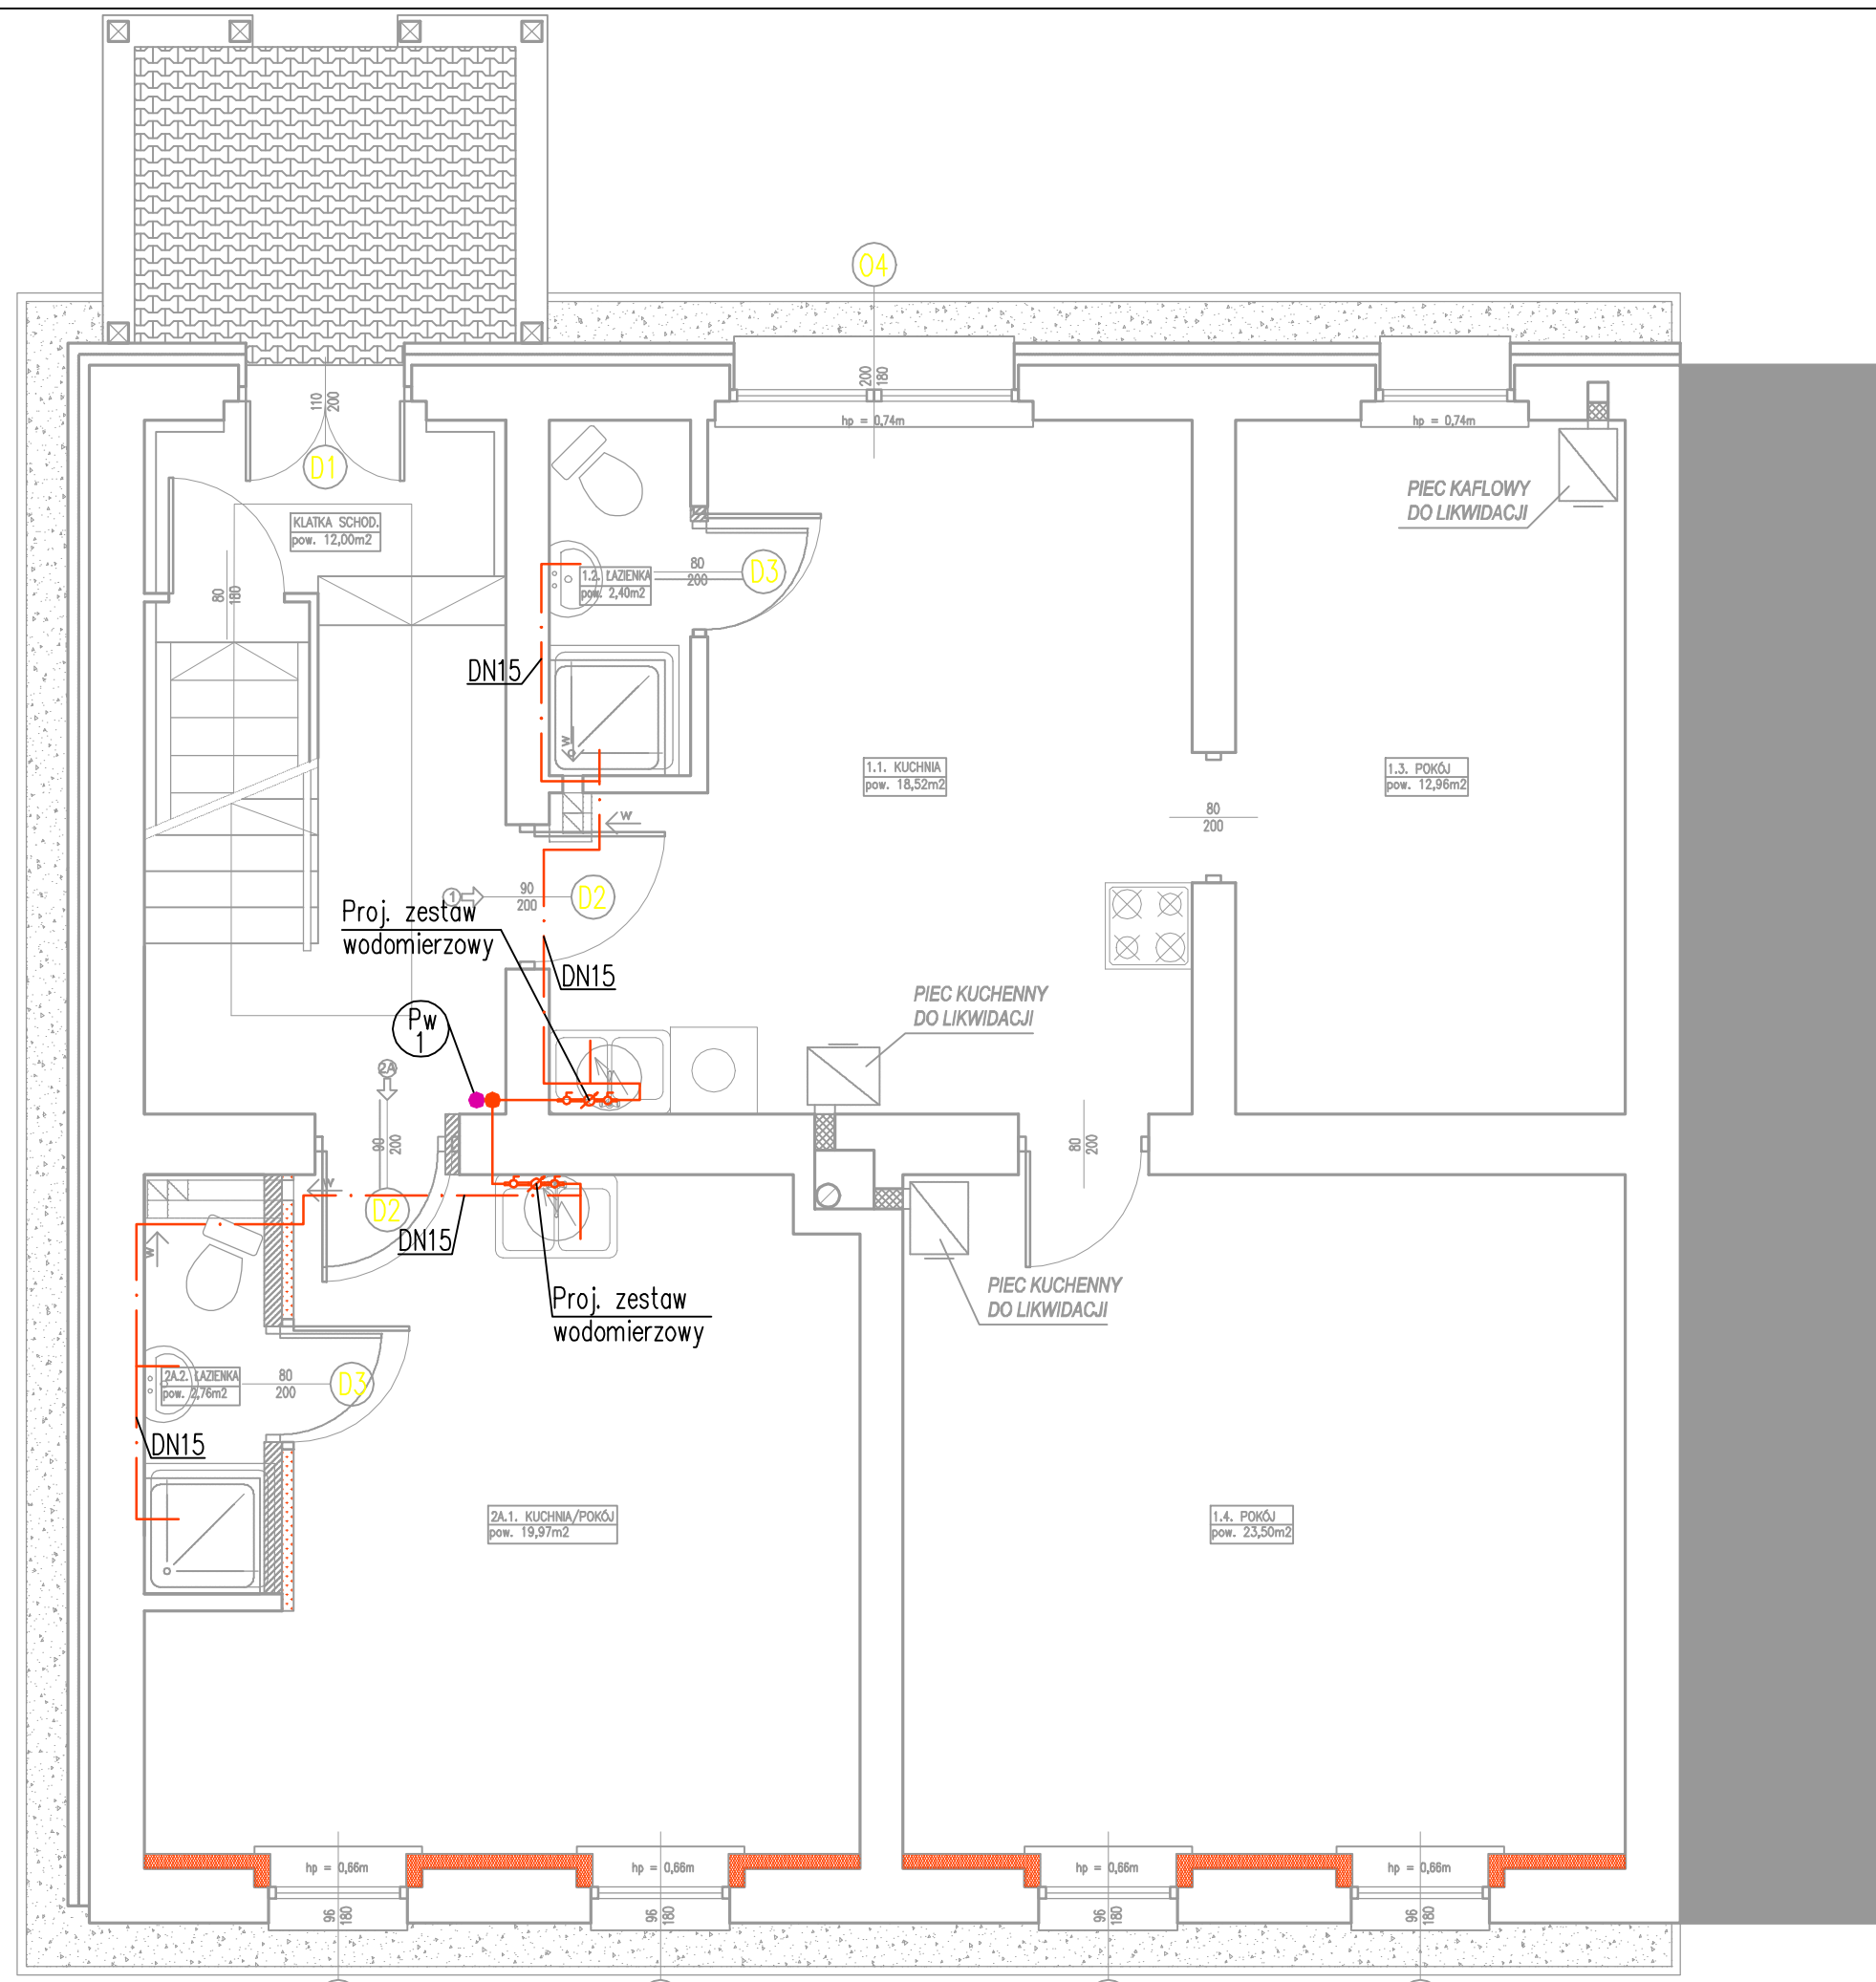 O4
200
180
hp = 0,74m
hp = 0,74m
110
200
D1
PIEC KAFLOWY
DO LIKWIDACJI
KLATKA SCHOD.
pow. 12,00m2
80
180
1.2. ŁAZIENKA
pow. 2,40m2
80
200
D3
DN15
w
1.1. KUCHNIA
pow. 18,52m2
1.3. POKÓJ
pow. 12,96m2
80
200
w
1
90
200
D2
Proj. zestaw
wodomierzowy
DN15
PIEC KUCHENNY
DO LIKWIDACJI
Pw
1
2A
90
200
80
200
w
D2
DN15
w
PIEC KUCHENNY
DO LIKWIDACJI
Proj. zestaw
wodomierzowy
2A.2. ŁAZIENKA
pow. 2,76m2
80
200
D3
DN15
2A.1. KUCHNIA/POKÓJ
pow. 19,97m2
1.4. POKÓJ
pow. 23,50m2
hp = 0,66m
hp = 0,66m
hp = 0,66m
hp = 0,66m
96
180
96
180
96
180
96
180